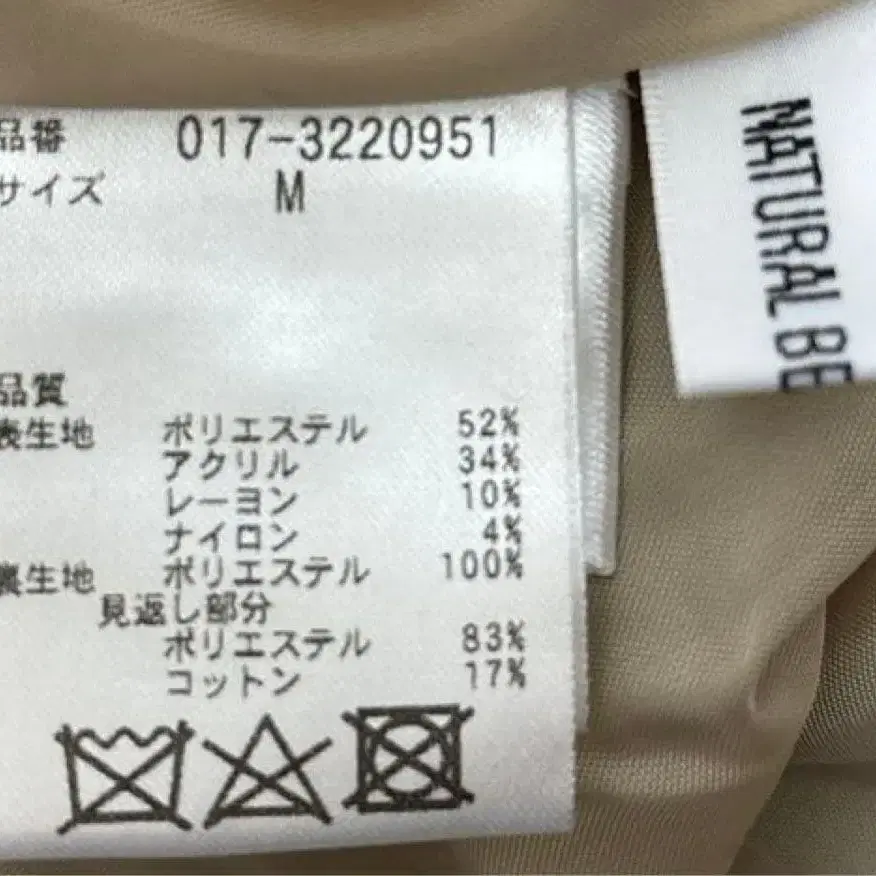 品番 017-3220951
サイズ M
品質
表生地 ポリエステル 52%
アクリル 34%
レーヨン 10%
ナイロン 4%
裏生地 ポリエステル 100%
見返し部分
ポリエステル 83%
コットン 17%
NATURAL BE